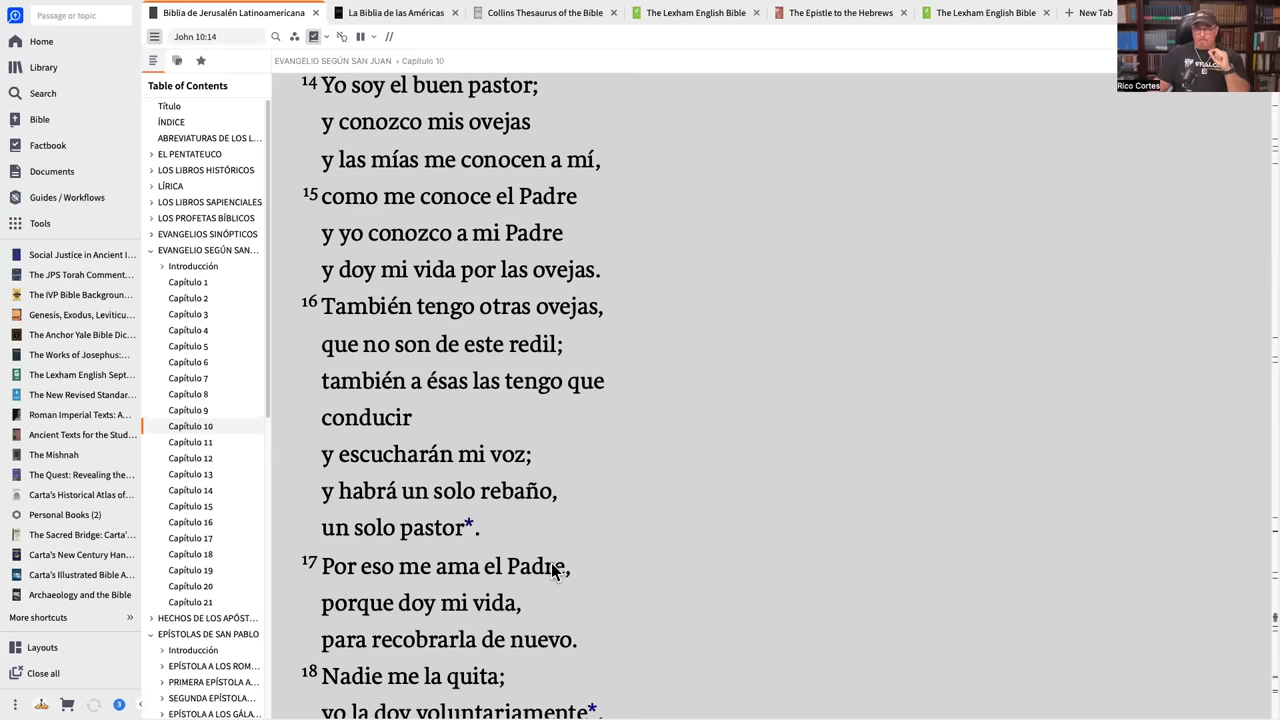 Biblia de Jerusalén Latinoamericana
La Biblia de las Américas
Collins Thesaurus of the Bible
The Lexham English Bible
The Epistle to the Hebrews
The Lexham English Bible
New Tab
Rico Cortes
Passage or topic
Home
Library
Search
Bible
Factbook
Documents
Guides / Workflows
Tools
Social Justice in Ancient I...
The JPS Torah Comment...
The IVP Bible Backgroun...
Genesis, Exodus, Leviticu...
The Anchor Yale Bible Dic...
The Works of Josephus:...
The Lexham English Sept...
The New Revised Standar...
Roman Imperial Texts: A...
Ancient Texts for the Stud...
The Mishnah
The Quest: Revealing the...
Carta's Historical Atlas of...
Personal Books (2)
The Sacred Bridge: Carta'...
Carta's New Century Han...
Carta's Illustrated Bible A...
Archaeology and the Bible
More shortcuts
Layouts
Close all
3
John 10:14
Table of Contents
Título
ÍNDICE
ABREVIATURAS DE LOS L...
EL PENTATEUCO
LOS LIBROS HISTÓRICOS
LÍRICA
LOS LIBROS SAPIENCIALES
LOS PROFETAS BÍBLICOS
EVANGELIOS SINÓPTICOS
EVANGELIO SEGÚN SAN...
Introducción
Capítulo 1
Capítulo 2
Capítulo 3
Capítulo 4
Capítulo 5
Capítulo 6
Capítulo 7
Capítulo 8
Capítulo 9
Capítulo 10
Capítulo 11
Capítulo 12
Capítulo 13
Capítulo 14
Capítulo 15
Capítulo 16
Capítulo 17
Capítulo 18
Capítulo 19
Capítulo 20
Capítulo 21
HECHOS DE LOS APÓST...
EPÍSTOLAS DE SAN PABLO
Introducción
EPÍSTOLA A LOS ROM...
PRIMERA EPÍSTOLA A...
SEGUNDA EPÍSTOLA...
EPÍSTOLA A LOS GÁLA...
EVANGELIO SEGÚN SAN JUAN › Capítulo 10
14 Yo soy el buen pastor;
y conozco mis ovejas
y las mías me conocen a mí,
15 como me conoce el Padre
y yo conozco a mi Padre
y doy mi vida por las ovejas.
16 También tengo otras ovejas,
que no son de este redil;
también a ésas las tengo que
conducir
y escucharán mi voz;
y habrá un solo rebaño,
un solo pastor*.
17 Por eso me ama el Padre,
porque doy mi vida,
para recobrarla de nuevo.
18 Nadie me la quita;
yo la doy voluntariamente*.